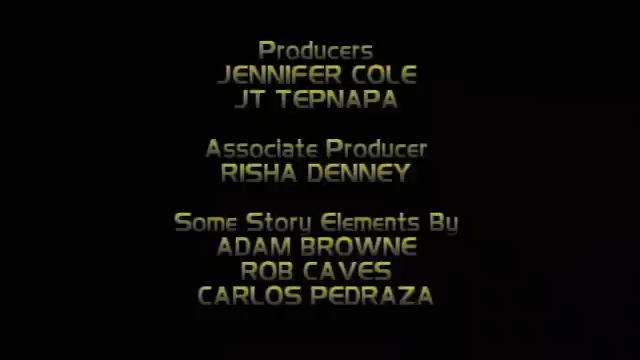 Producers
JENNIFER COLE
JT TEPNAPA
Associate Producer
RISHA DENNEY
Some Story Elements By
ADAM BROWNE
ROB CAVES
CARLOS PEDRAZA